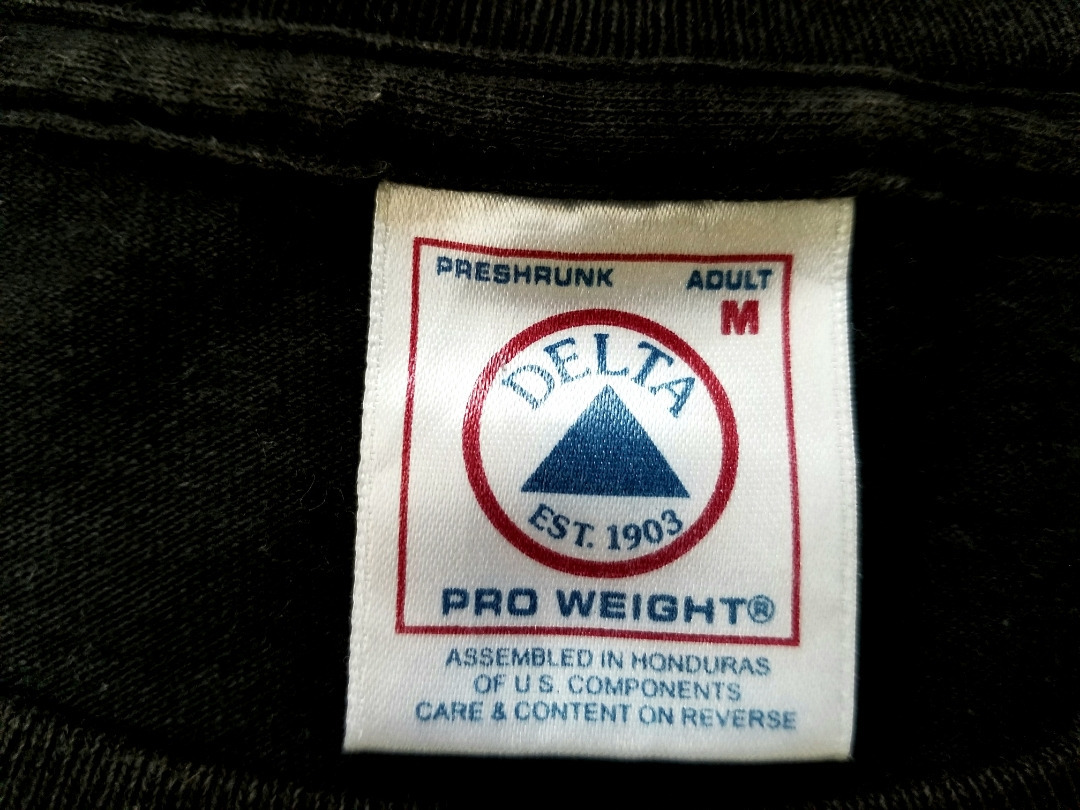 PRESHRUNK ADULT
M
DELTA
EST. 1903
PRO WEIGHT®
ASSEMBLED IN HONDURAS
OF U.S. COMPONENTS
CARE & CONTENT ON REVERSE